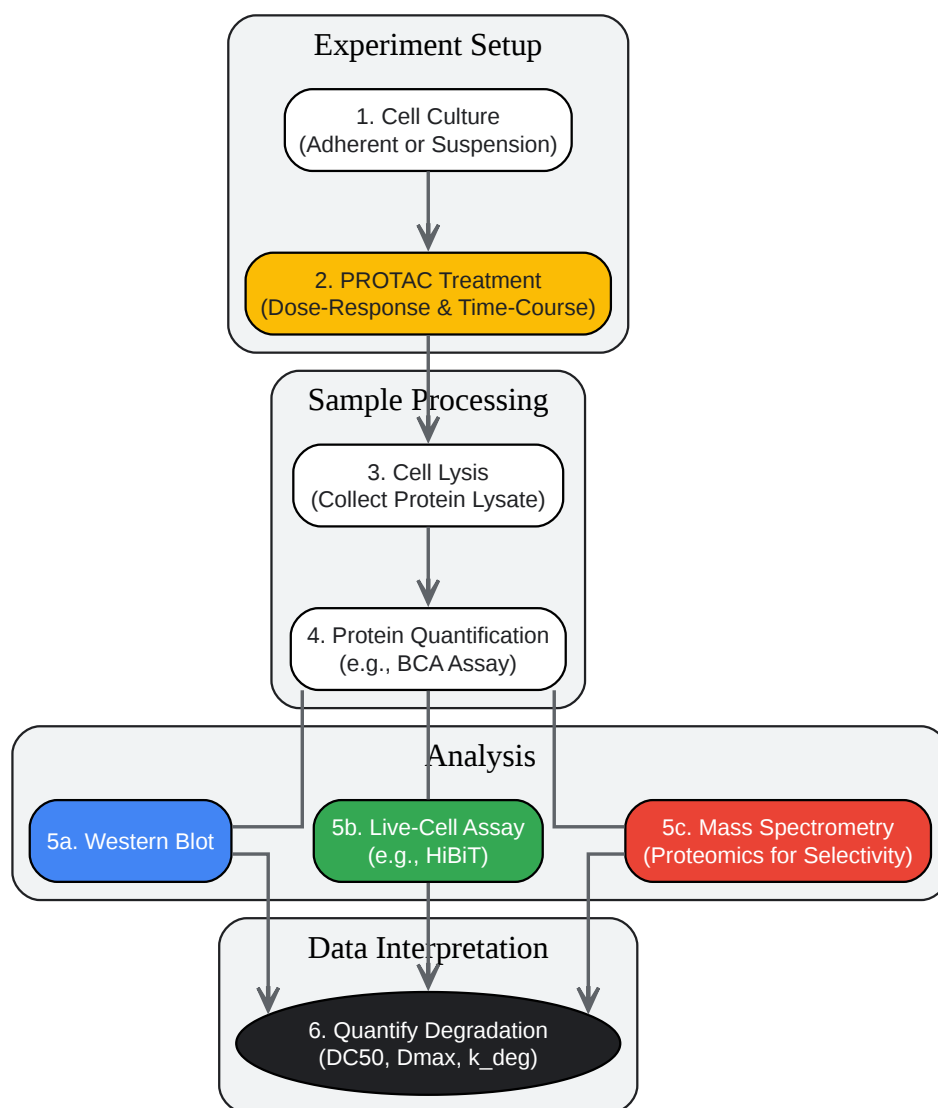 Experiment Setup
1. Cell Culture
(Adherent or Suspension)
2. PROTAC Treatment
(Dose-Response & Time-Course)
Sample Processing
3. Cell Lysis
(Collect Protein Lysate)
4. Protein Quantification
(e.g., BCA Assay)
Analysis
5a. Western Blot
5b. Live-Cell Assay
(e.g., HiBiT)
5c. Mass Spectrometry
(Proteomics for Selectivity)
Data Interpretation
6. Quantify Degradation
(DC50, Dmax, k_deg)